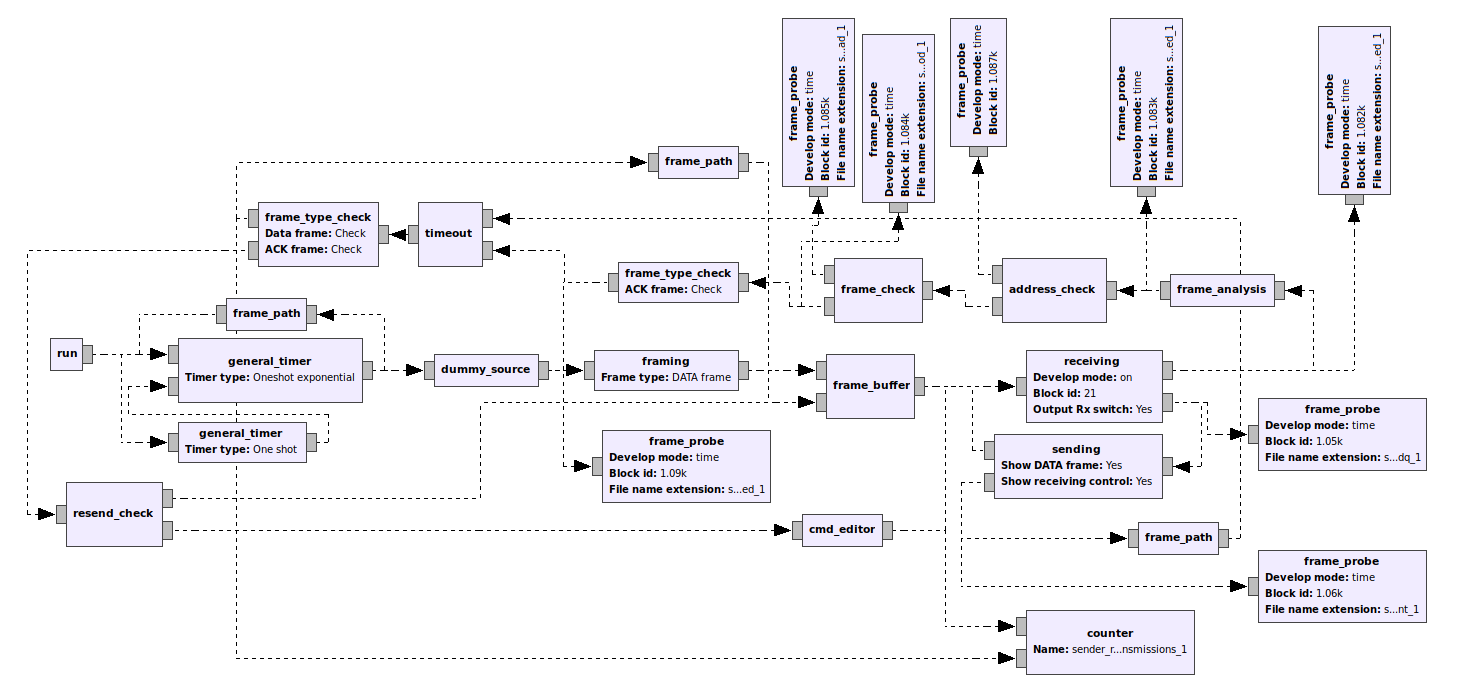 frame_probe
Develop mode: time
Block id: 1.085k
File name extension: s...ad_1
frame_probe
Develop mode: time
Block id: 1.084k
File name extension: s...od_1
frame_probe
Develop mode: time
Block id: 1.087k
frame_probe
Develop mode: time
Block id: 1.083k
File name extension: s...ed_1
frame_probe
Develop mode: time
Block id: 1.082k
File name extension: s...ed_1
frame_path
frame_type_check
Data frame: Check
ACK frame: Check
timeout
frame_type_check
ACK frame: Check
frame_check
address_check
frame_analysis
frame_path
run
general_timer
Timer type: Oneshot exponential
dummy_source
framing
Frame type: DATA frame
frame_buffer
receiving
Develop mode: on
Block id: 21
Output Rx switch: Yes
general_timer
Timer type: One shot
frame_probe
Develop mode: time
Block id: 1.09k
File name extension: s...ed_1
sending
Show DATA frame: Yes
Show receiving control: Yes
frame_probe
Develop mode: time
Block id: 1.05k
File name extension: s...dq_1
resend_check
cmd_editor
frame_path
frame_probe
Develop mode: time
Block id: 1.06k
File name extension: s...nt_1
counter
Name: sender_r...nsmissions_1